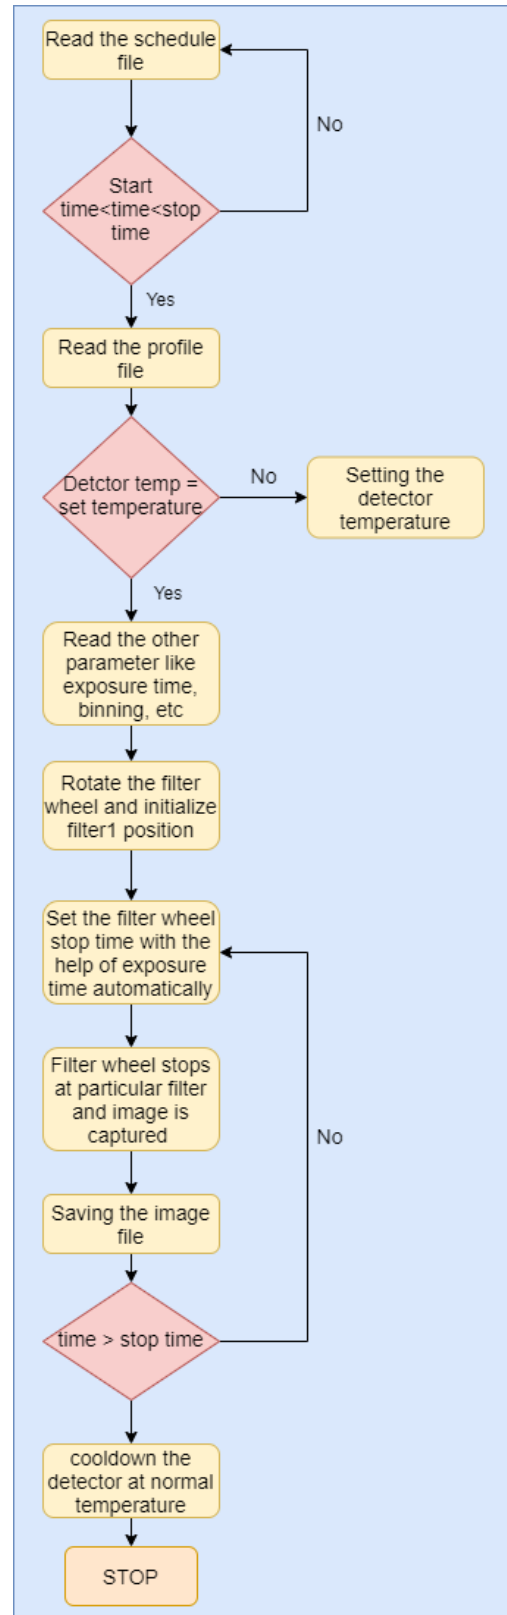 Read the schedule
file
No
Start
time<time<stop
time
Yes
Read the profile
file
Detctor temp =
set temperature
No
Setting the
detector
temperature
Yes
Read the other
parameter like
exposure time,
binning, etc
Rotate the filter
wheel and initialize
filter1 position
Set the filter wheel
stop time with the
help of exposure
time automatically
Filter wheel stops
at particular filter
and image is
captured
No
Saving the image
file
time > stop time
cooldown the
detector at normal
temperature
STOP